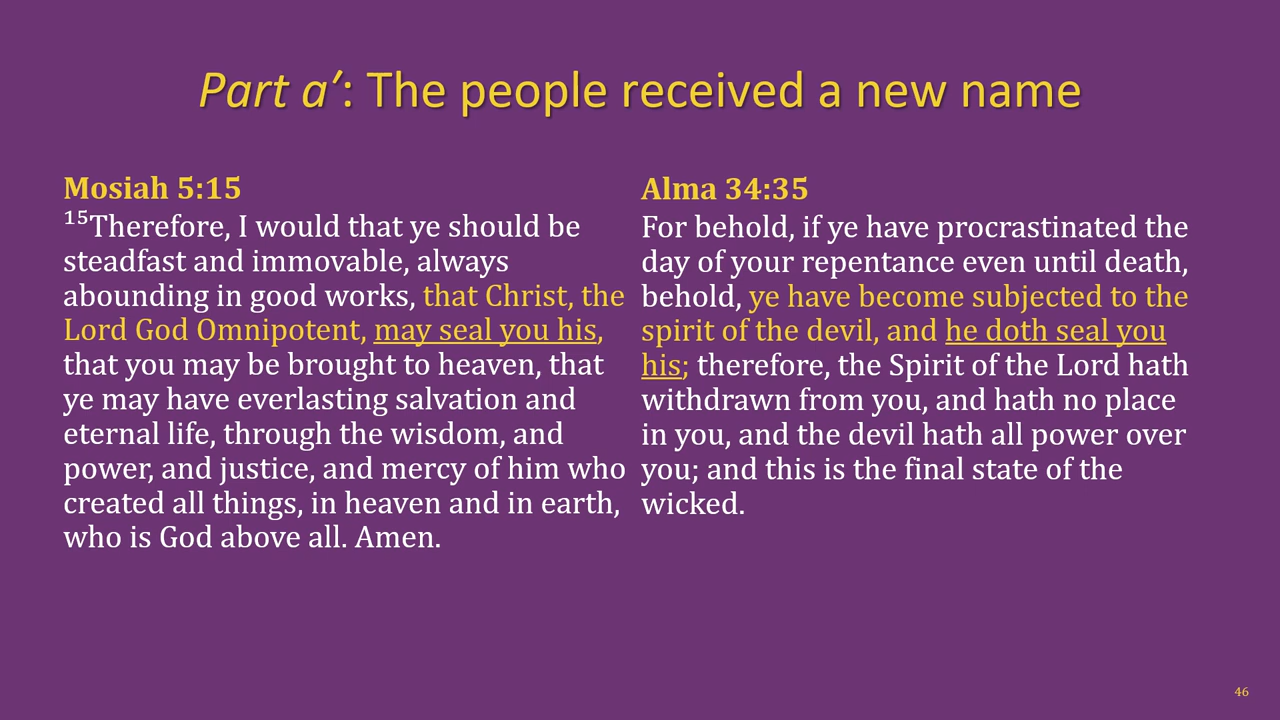 Part a′: The people received a new name
Mosiah 5:15
15Therefore, I would that ye should be
steadfast and immovable, always
abounding in good works, that Christ, the
Lord God Omnipotent, may seal you his,
that you may be brought to heaven, that
ye may have everlasting salvation and
eternal life, through the wisdom, and
power, and justice, and mercy of him who
created all things, in heaven and in earth,
who is God above all. Amen.
Alma 34:35
For behold, if ye have procrastinated the
day of your repentance even until death,
behold, ye have become subjected to the
spirit of the devil, and he doth seal you
his; therefore, the Spirit of the Lord hath
withdrawn from you, and hath no place
in you, and the devil hath all power over
you; and this is the final state of the
wicked.
46